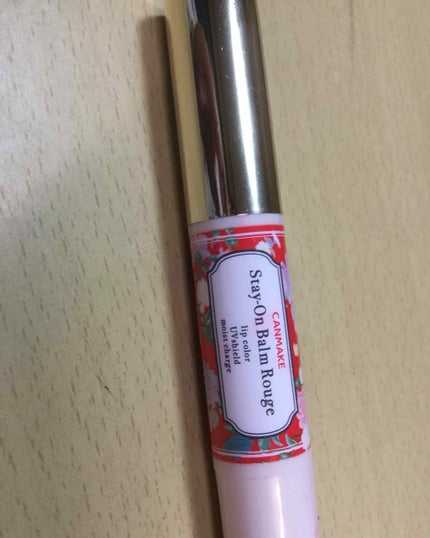 CANMAKE
Stay-On Balm Rouge
lip color
UVshield
moist charge